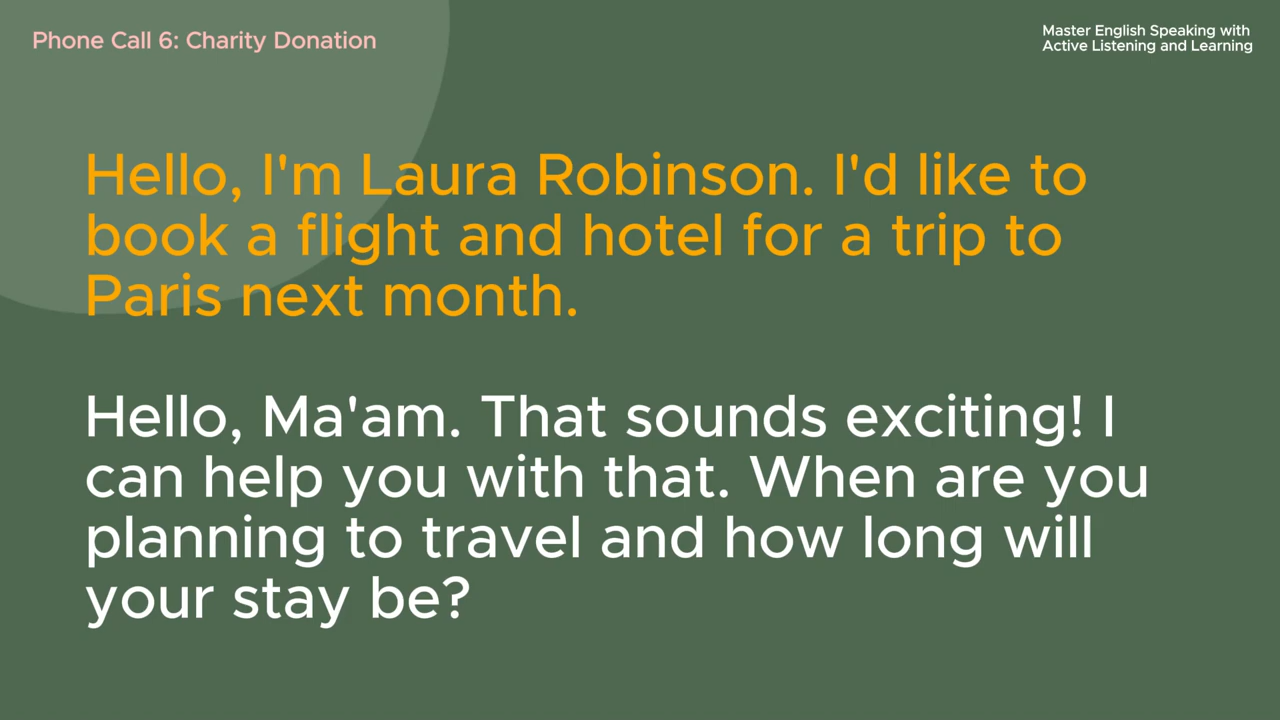 Phone Call 6: Charity Donation
Master English Speaking with
Active Listening and Learning
Hello, I'm Laura Robinson. I'd like to
book a flight and hotel for a trip to
Paris next month.
Hello, Ma'am. That sounds exciting! I
can help you with that. When are you
planning to travel and how long will
your stay be?